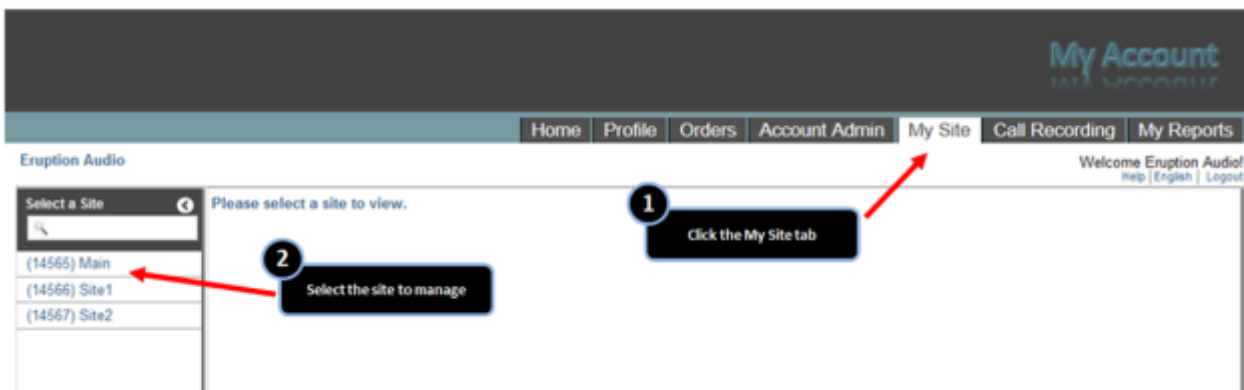 My Account
Home Profile Orders Account Admin My Site Call Recording My Reports
Eruption Audio
Welcome Eruption Audio!
Help | English | Logout
Select a Site
Please select a site to view.
1
Click the My Site tab
(14565) Main
2
Select the site to manage
(14566) Site1
(14567) Site2